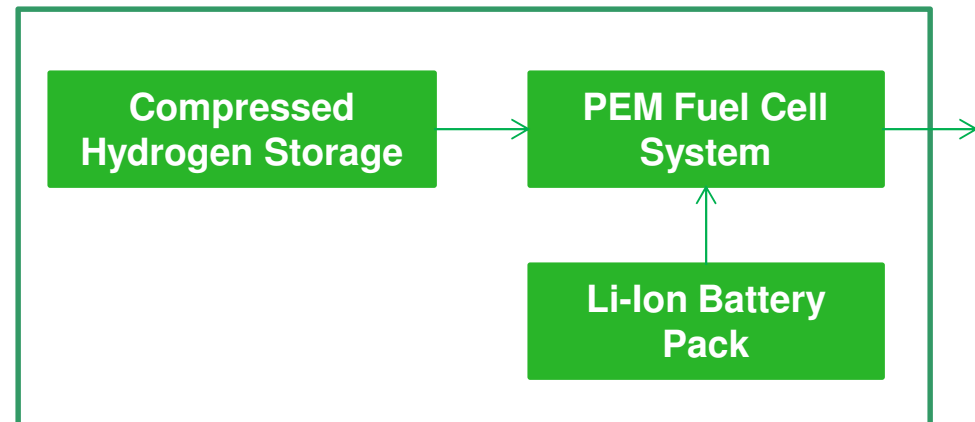 Compressed
Hydrogen Storage
PEM Fuel Cell
System
Li-Ion Battery
Pack